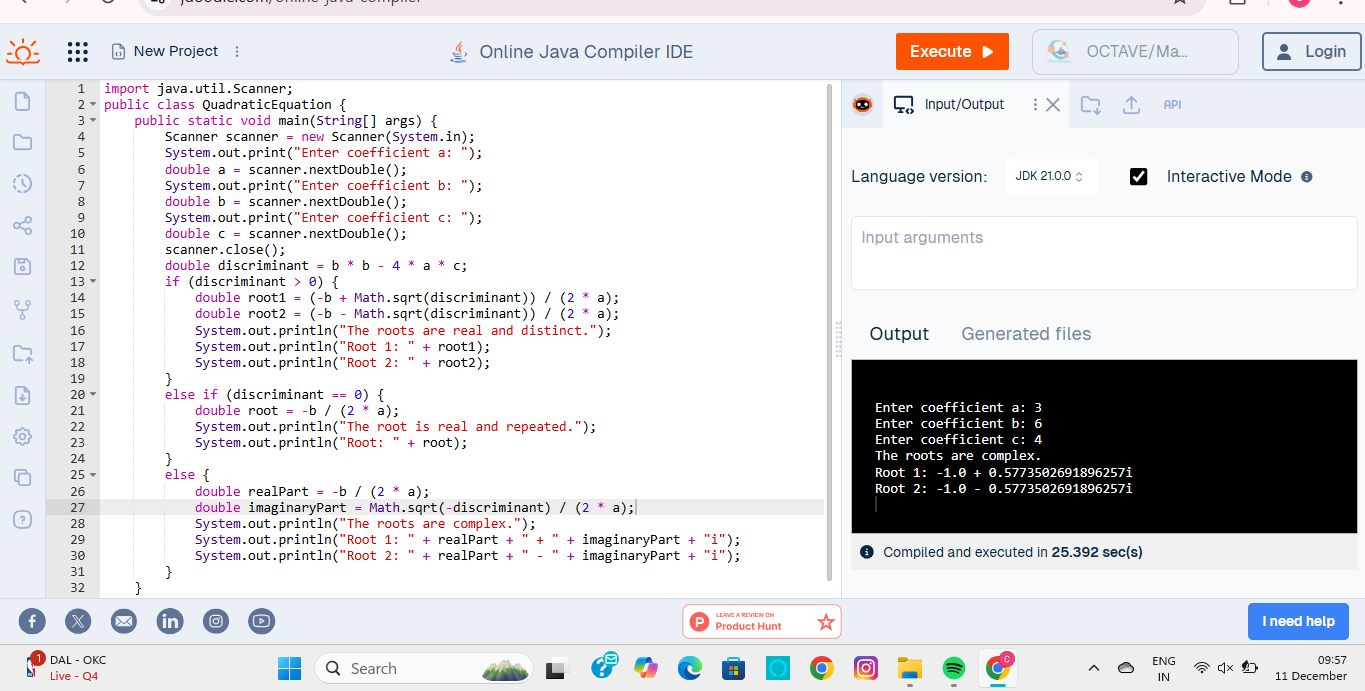 New Project
Online Java Compiler IDE
Execute
OCTAVE/Ma...
Login
1 import java.util.Scanner;
2 public class QuadraticEquation {
3     public static void main(String[] args) {
4         Scanner scanner = new Scanner(System.in);
5         System.out.print("Enter coefficient a: ");
6         double a = scanner.nextDouble();
7         System.out.print("Enter coefficient b: ");
8         double b = scanner.nextDouble();
9         System.out.print("Enter coefficient c: ");
10         double c = scanner.nextDouble();
11         scanner.close();
12         double discriminant = b * b - 4 * a * c;
13         if (discriminant > 0) {
14             double root1 = (-b + Math.sqrt(discriminant)) / (2 * a);
15             double root2 = (-b - Math.sqrt(discriminant)) / (2 * a);
16             System.out.println("The roots are real and distinct.");
17             System.out.println("Root 1: " + root1);
18             System.out.println("Root 2: " + root2);
19         }
20         else if (discriminant == 0) {
21             double root = -b / (2 * a);
22             System.out.println("The root is real and repeated.");
23             System.out.println("Root: " + root);
24         }
25         else {
26             double realPart = -b / (2 * a);
27             double imaginaryPart = Math.sqrt(-discriminant) / (2 * a);
28             System.out.println("The roots are complex.");
29             System.out.println("Root 1: " + realPart + " + " + imaginaryPart + "i");
30             System.out.println("Root 2: " + realPart + " - " + imaginaryPart + "i");
31         }
32     }
Input/Output
API
Language version:
JDK 21.0.0
Interactive Mode
Input arguments
Output
Generated files
Enter coefficient a: 3
Enter coefficient b: 6
Enter coefficient c: 4
The roots are complex.
Root 1: -1.0 + 0.5773502691896257i
Root 2: -1.0 - 0.5773502691896257i
Compiled and executed in 25.392 sec(s)
LEAVE A REVIEW ON
Product Hunt
I need help
1
DAL - OKC
Live - Q4
Search
ENG
IN
09:57
11 December